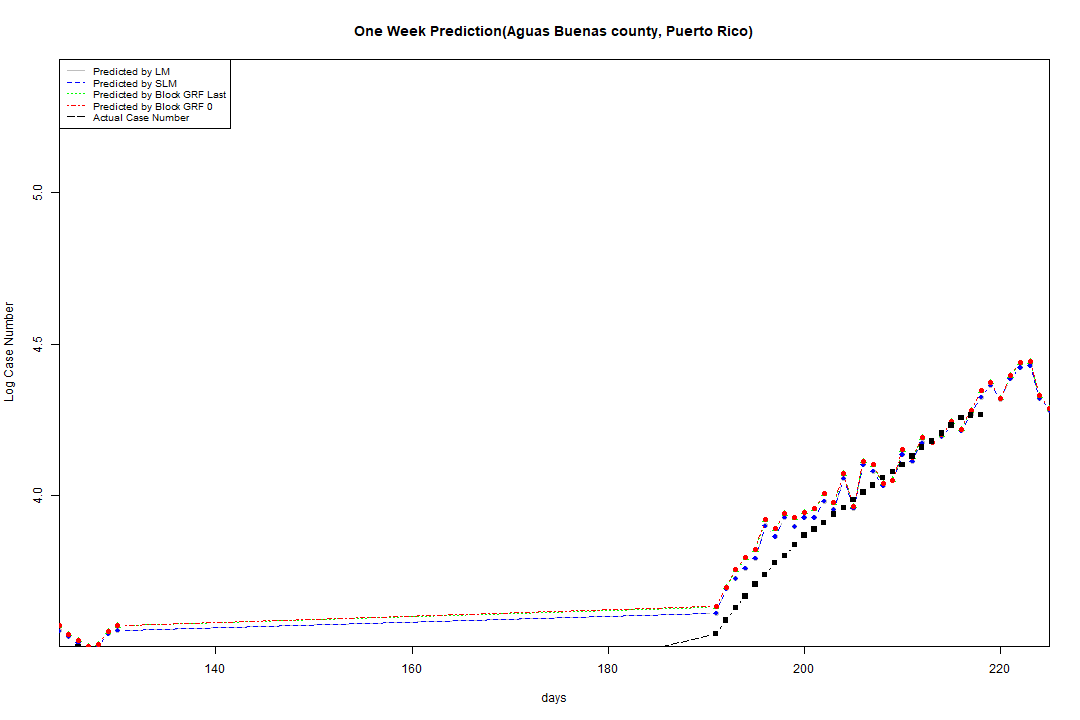 One Week Prediction(Aguas Buenas county, Puerto Rico)
Predicted by LM
Predicted by SLM
Predicted by Block GRF Last
Predicted by Block GRF 0
Actual Case Number
5.0
4.5
4.0
Log Case Number
140 160 180 200 220
days